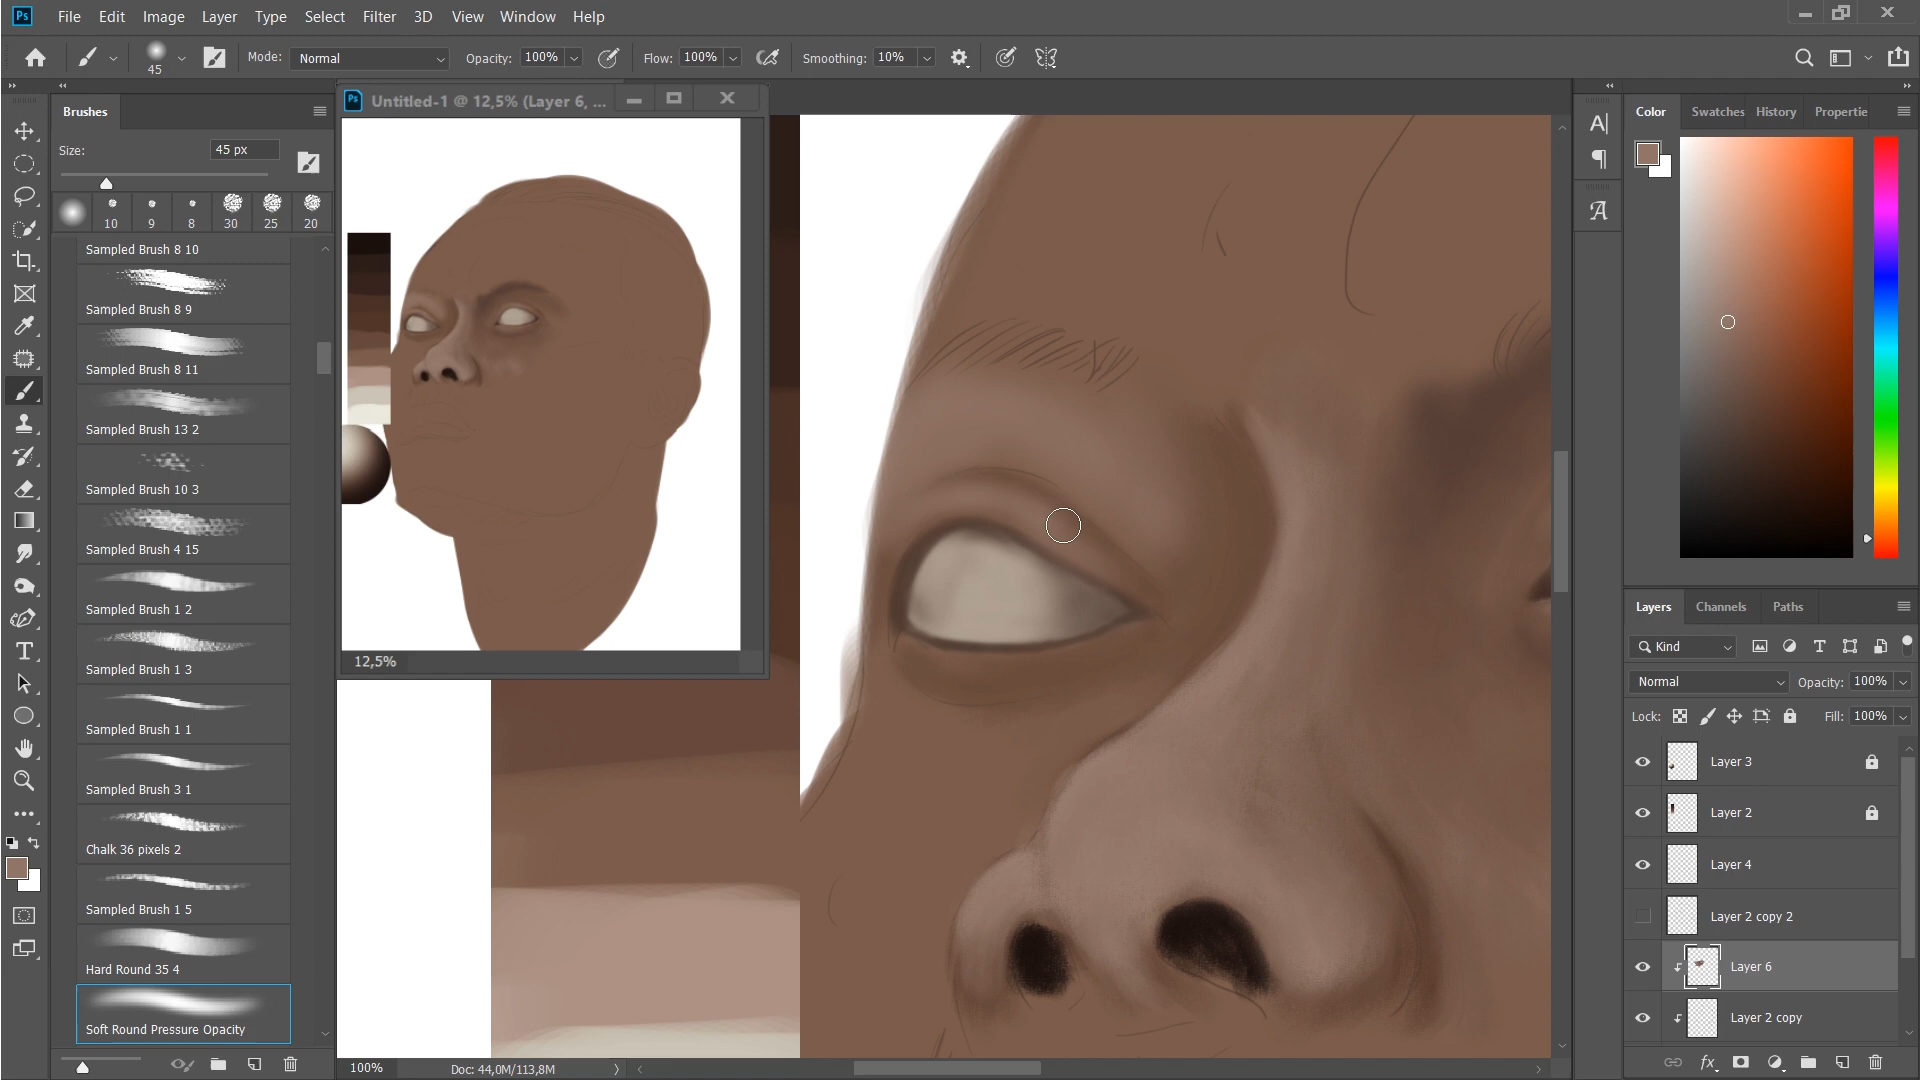 Ps File Edit Image Layer Type Select Filter 3D View Window Help
45 Mode: Normal Opacity: 100% Flow: 100% Smoothing: 10%
Brushes
Size: 45 px
10 9 8 30 25 20
Sampled Brush 8 10
Sampled Brush 8 9
Sampled Brush 8 11
Sampled Brush 13 2
Sampled Brush 10 3
Sampled Brush 4 15
Sampled Brush 1 2
Sampled Brush 1 3
Sampled Brush 1 1
Sampled Brush 3 1
Chalk 36 pixels 2
Sampled Brush 1 5
Hard Round 35 4
Soft Round Pressure Opacity
Ps Untitled-1 @ 12,5% (Layer 6, ...
12,5%
100% Doc: 44,0M/113,8M
Color Swatches History Propertie
Layers Channels Paths
Kind
Normal Opacity: 100%
Lock: Fill: 100%
Layer 3
Layer 2
Layer 4
Layer 2 copy 2
Layer 6
Layer 2 copy
fx